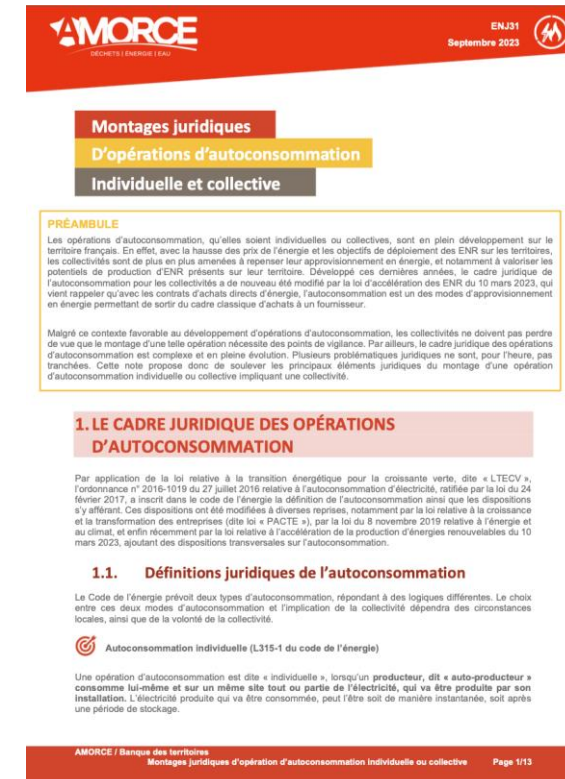 AMORCE
DÉCHETS | ÉNERGIE | EAU
ENJ31
Septembre 2023
Montages juridiques
D'opérations d'autoconsommation
Individuelle et collective
PRÉAMBULE
Les opérations d'autoconsommation, qu'elles soient individuelles ou collectives, sont en plein développement sur le
territoire français. En effet, avec la hausse des prix de l'énergie et les objectifs de déploiement des ENR sur les territoires,
les collectivités sont de plus en plus amenées à repenser leur approvisionnement en énergie, et notamment à valoriser les
potentiels de production d'ENR présents sur leur territoire. Développé ces dernières années, le cadre juridique de
l'autoconsommation pour les collectivités a de nouveau été modifié par la loi d'accélération des ENR du 10 mars 2023, qui
vient rappeler qu'avec les contrats d'achats directs d'énergie, l'autoconsommation est un des modes d'approvisionnement
en énergie permettant de sortir du cadre classique d'achats à un fournisseur.
Malgré ce contexte favorable au développement d'opérations d'autoconsommation, les collectivités ne doivent pas perdre
de vue que le montage d'une telle opération nécessite des points de vigilance. Par ailleurs, le cadre juridique des opérations
d'autoconsommation est complexe et en pleine évolution. Plusieurs problématiques juridiques ne sont, pour l'heure, pas
tranchées. Cette note propose donc de soulever les principaux éléments juridiques du montage d'une opération
d'autoconsommation individuelle ou collective impliquant une collectivité.
1. LE CADRE JURIDIQUE DES OPÉRATIONS
D'AUTOCONSOMMATION
Par application de la loi relative à la transition énergétique pour la croissante verte, dite « LTECV »,
l'ordonnance n° 2016-1019 du 27 juillet 2016 relative à l'autoconsommation d'électricité, ratifiée par la loi du 24
février 2017, a inscrit dans le code de l'énergie la définition de l'autoconsommation ainsi que les dispositions
s'y afférant. Ces dispositions ont été modifiées à diverses reprises, notamment par la loi relative à la croissance
et la transformation des entreprises (dite loi « PACTE »), par la loi du 8 novembre 2019 relative à l'énergie et
au climat, et enfin récemment par la loi relative à l'accélération de la production d'énergies renouvelables du 10
mars 2023, ajoutant des dispositions transversales sur l'autoconsommation.
1.1. Définitions juridiques de l'autoconsommation
Le Code de l'énergie prévoit deux types d'autoconsommation, répondant à des logiques différentes. Le choix
entre ces deux modes d'autoconsommation et l'implication de la collectivité dépendra des circonstances
locales, ainsi que de la volonté de la collectivité.
Autoconsommation individuelle (L315-1 du code de l'énergie)
Une opération d'autoconsommation est dite « individuelle », lorsqu'un producteur, dit « auto-producteur »
consomme lui-même et sur un même site tout ou partie de l'électricité, qui va être produite par son
installation. L'électricité produite qui va être consommée, peut l'être soit de manière instantanée, soit après
une période de stockage.
AMORCE / Banque des territoires
Montages juridiques d'opération d'autoconsommation individuelle ou collective Page 1/13